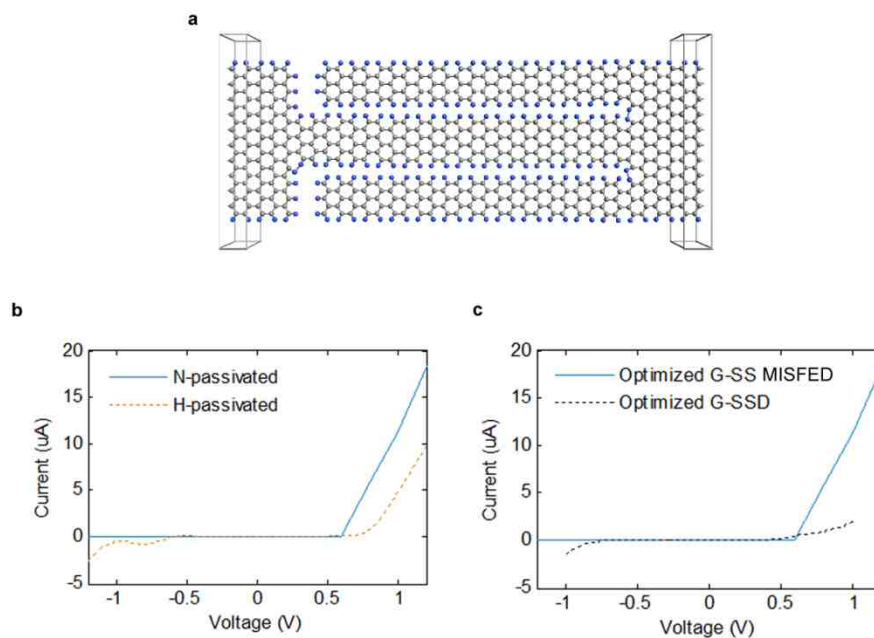 a
b
20
15
10
5
0
-5
Current (uA)
N-passivated
H-passivated
-1
-0.5
0
0.5
1
Voltage (V)
c
20
15
10
5
0
-5
Current (uA)
Optimized G-SS MISFED
Optimized G-SSD
-1
-0.5
0
0.5
1
Voltage (V)